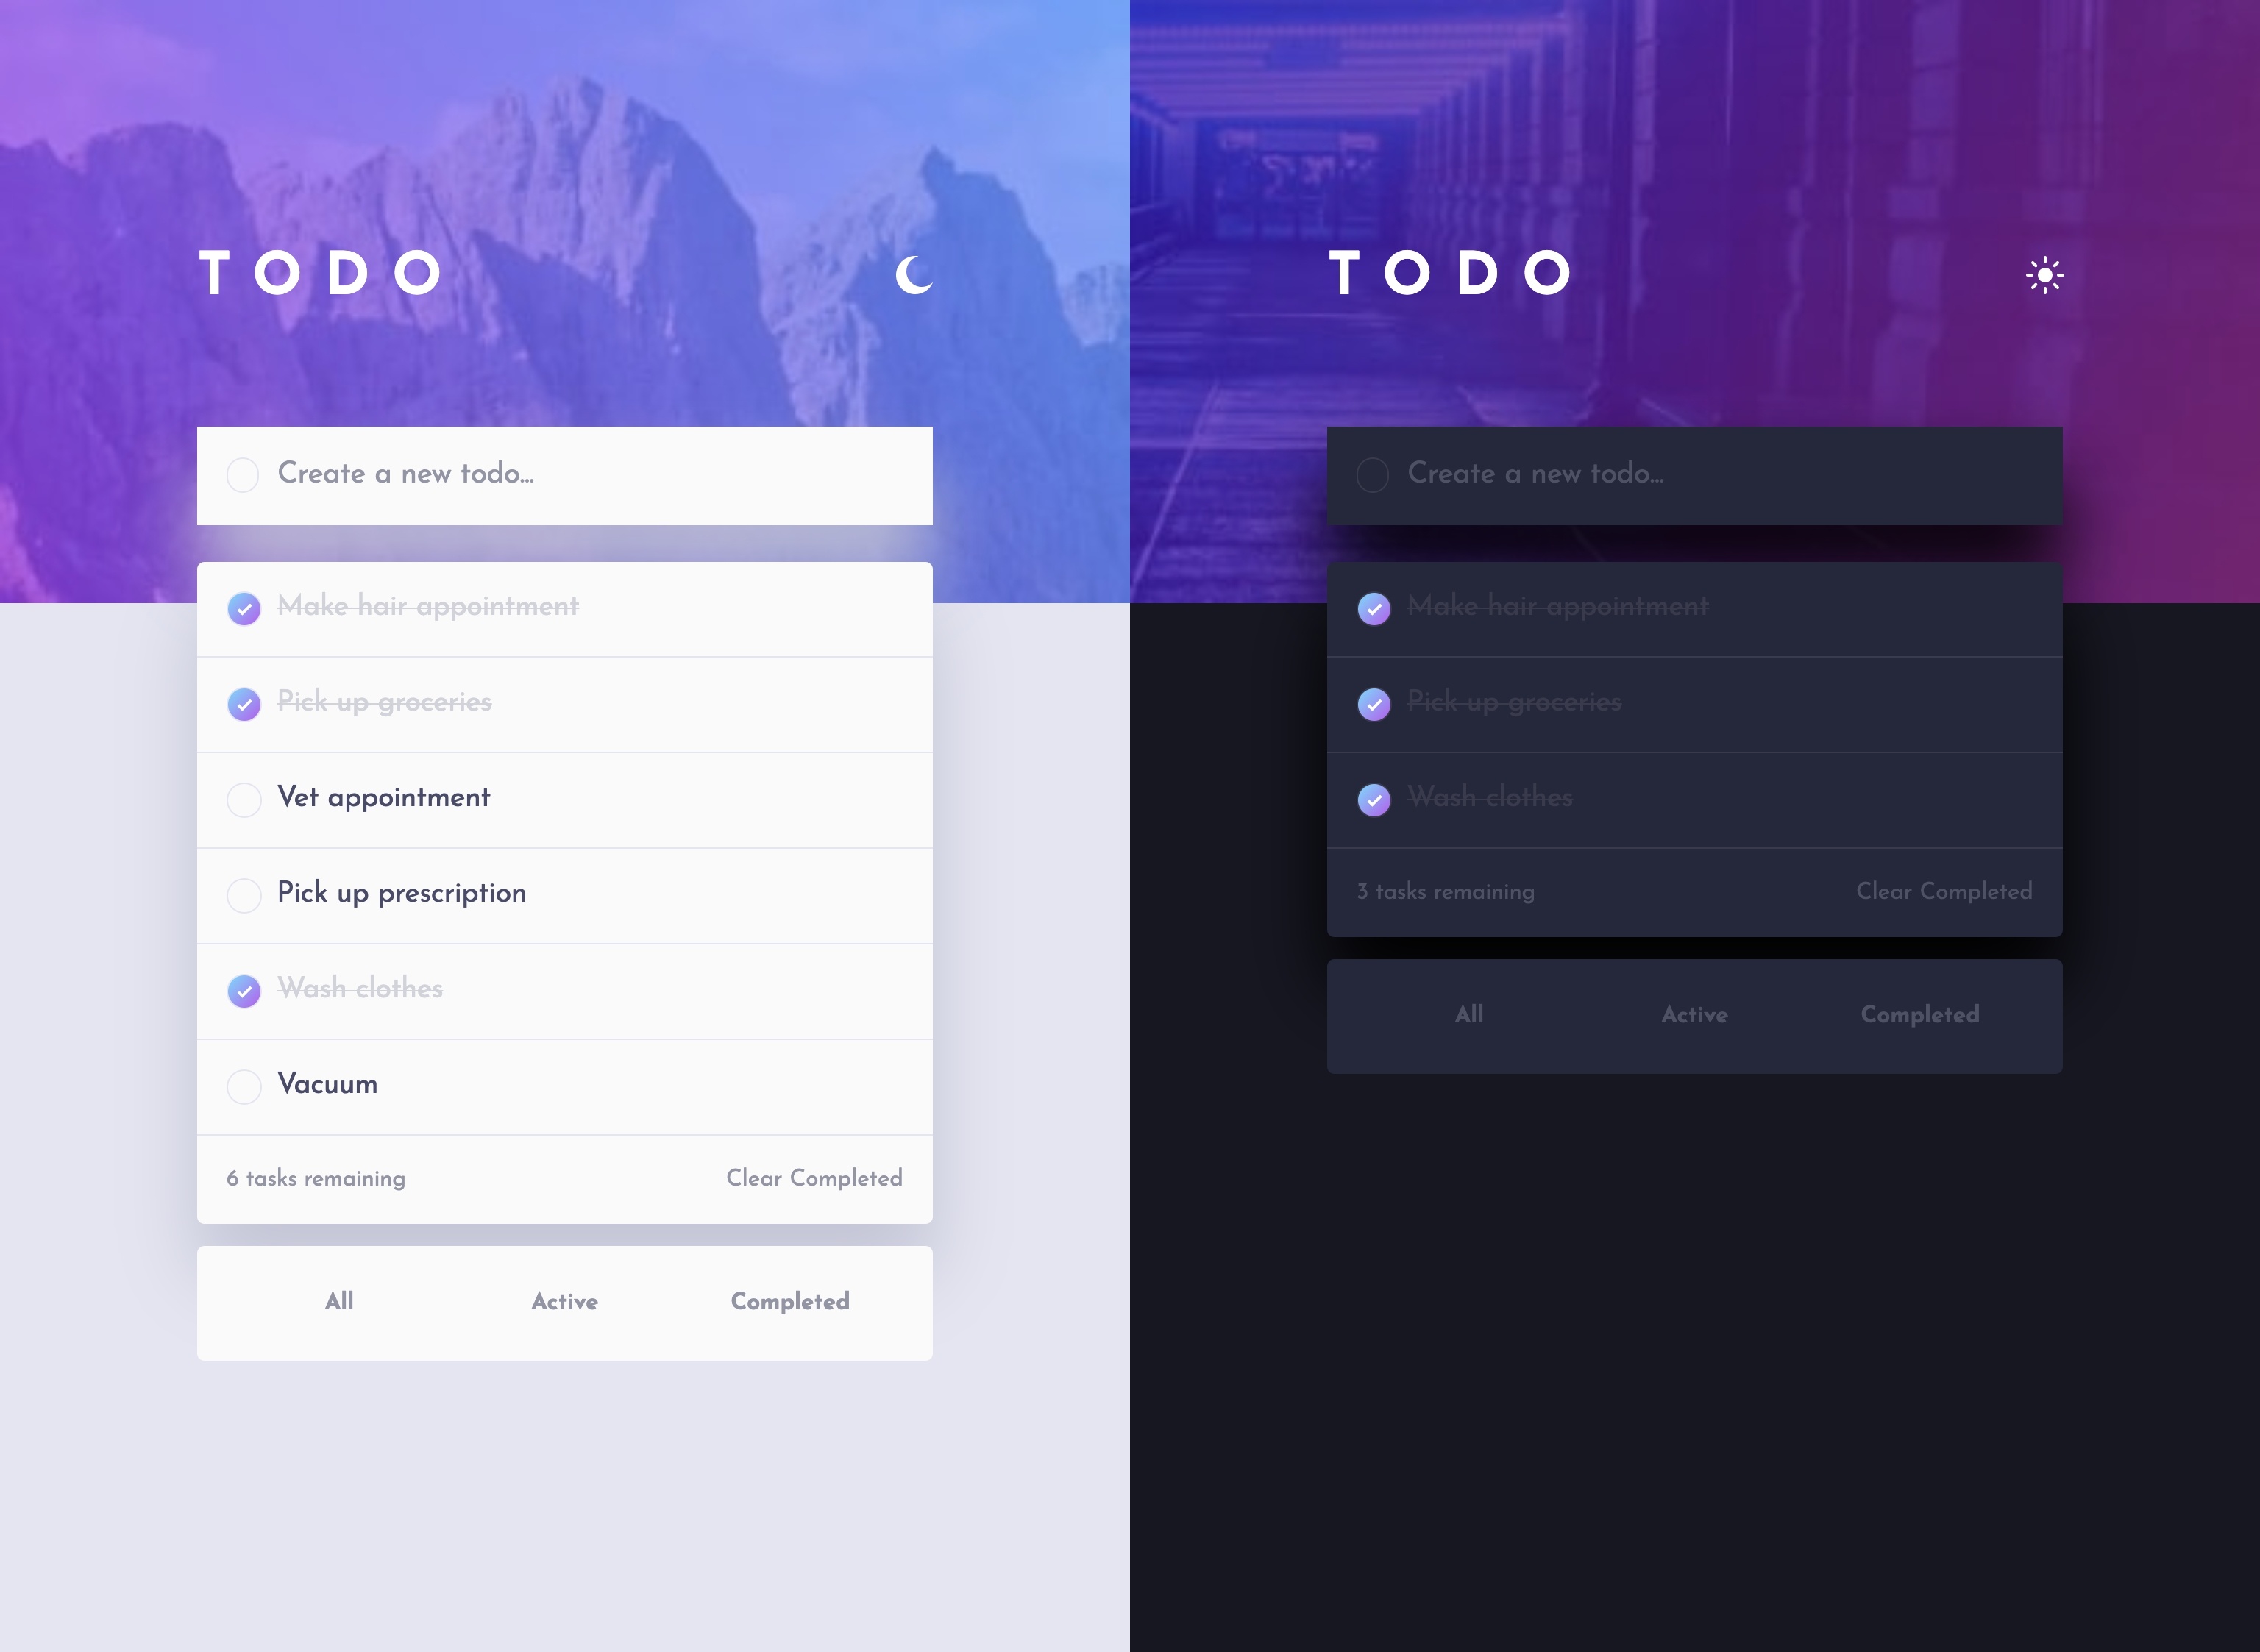 TODO
Create a new todo...
Make hair appointment
Pick up groceries
Vet appointment
Pick up prescription
Wash clothes
Vacuum
6 tasks remaining Clear Completed
All Active Completed
TODO
Create a new todo...
Make hair appointment
Pick up groceries
Wash clothes
3 tasks remaining Clear Completed
All Active Completed